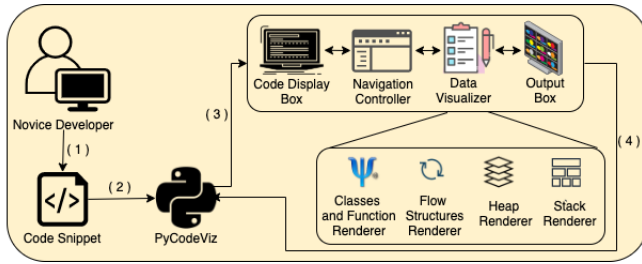 Novice Developer
( 1 )
</>
Code Snippet
( 2 )
PyCodeViz
( 3 )
Code Display
Box
Navigation
Controller
Data
Visualizer
Output
Box
( 4 )
Classes
and Function
Renderer
Flow
Structures
Renderer
Heap
Renderer
Stack
Renderer